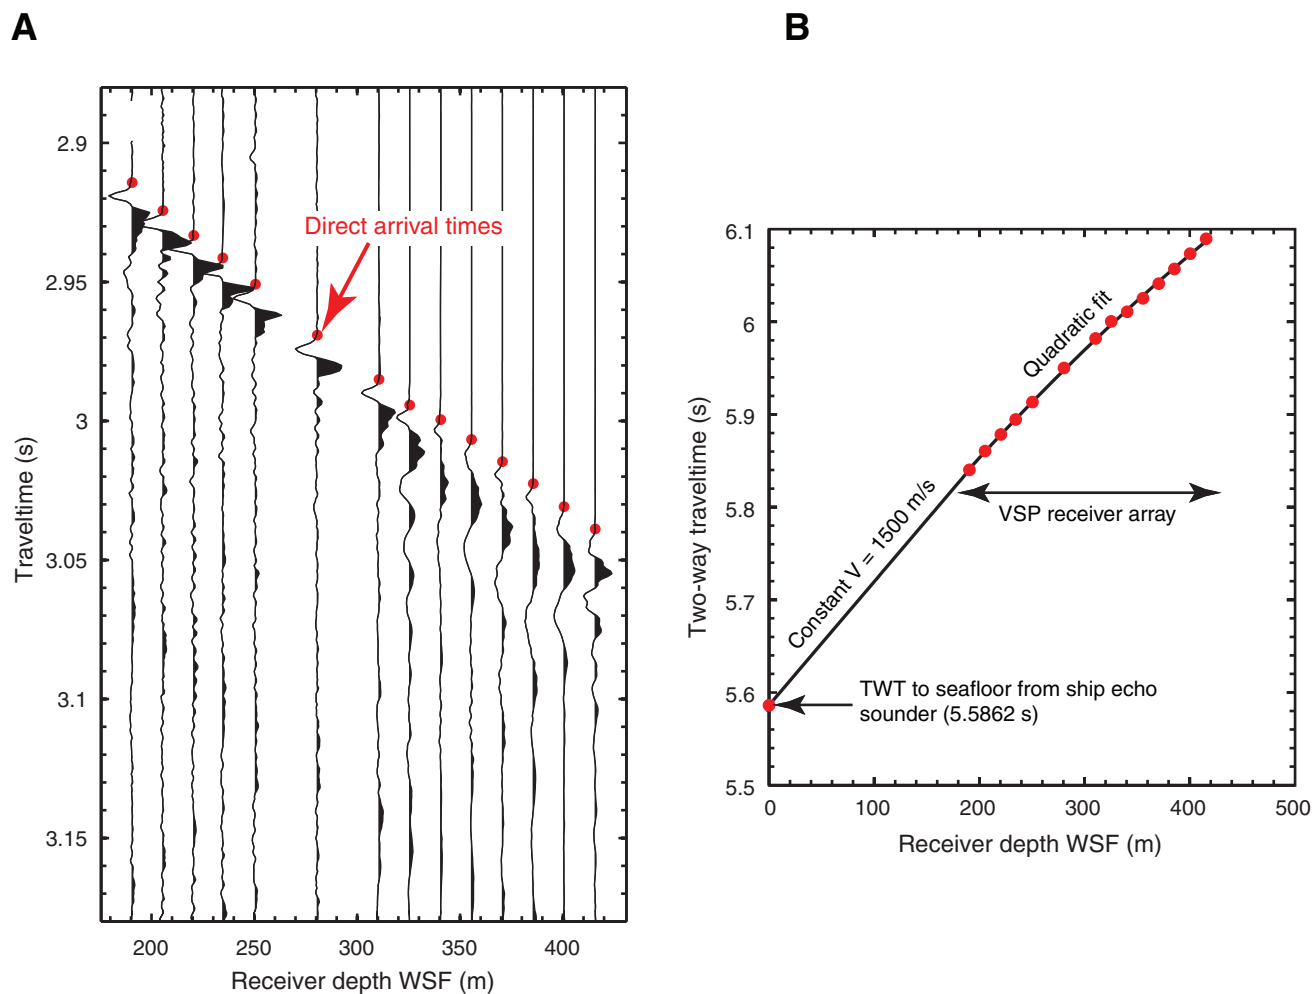 A
B
2.9
2.95
3
3.05
3.1
3.15
Traveltime (s)
Direct arrival times
200
250
300
350
400
Receiver depth WSF (m)
6.1
6
5.9
5.8
5.7
5.6
5.5
Two-way traveltime (s)
Quadratic fit
VSP receiver array
Constant V = 1500 m/s
TWT to seafloor from ship echo
sounder (5.5862 s)
0
100
200
300
400
500
Receiver depth WSF (m)